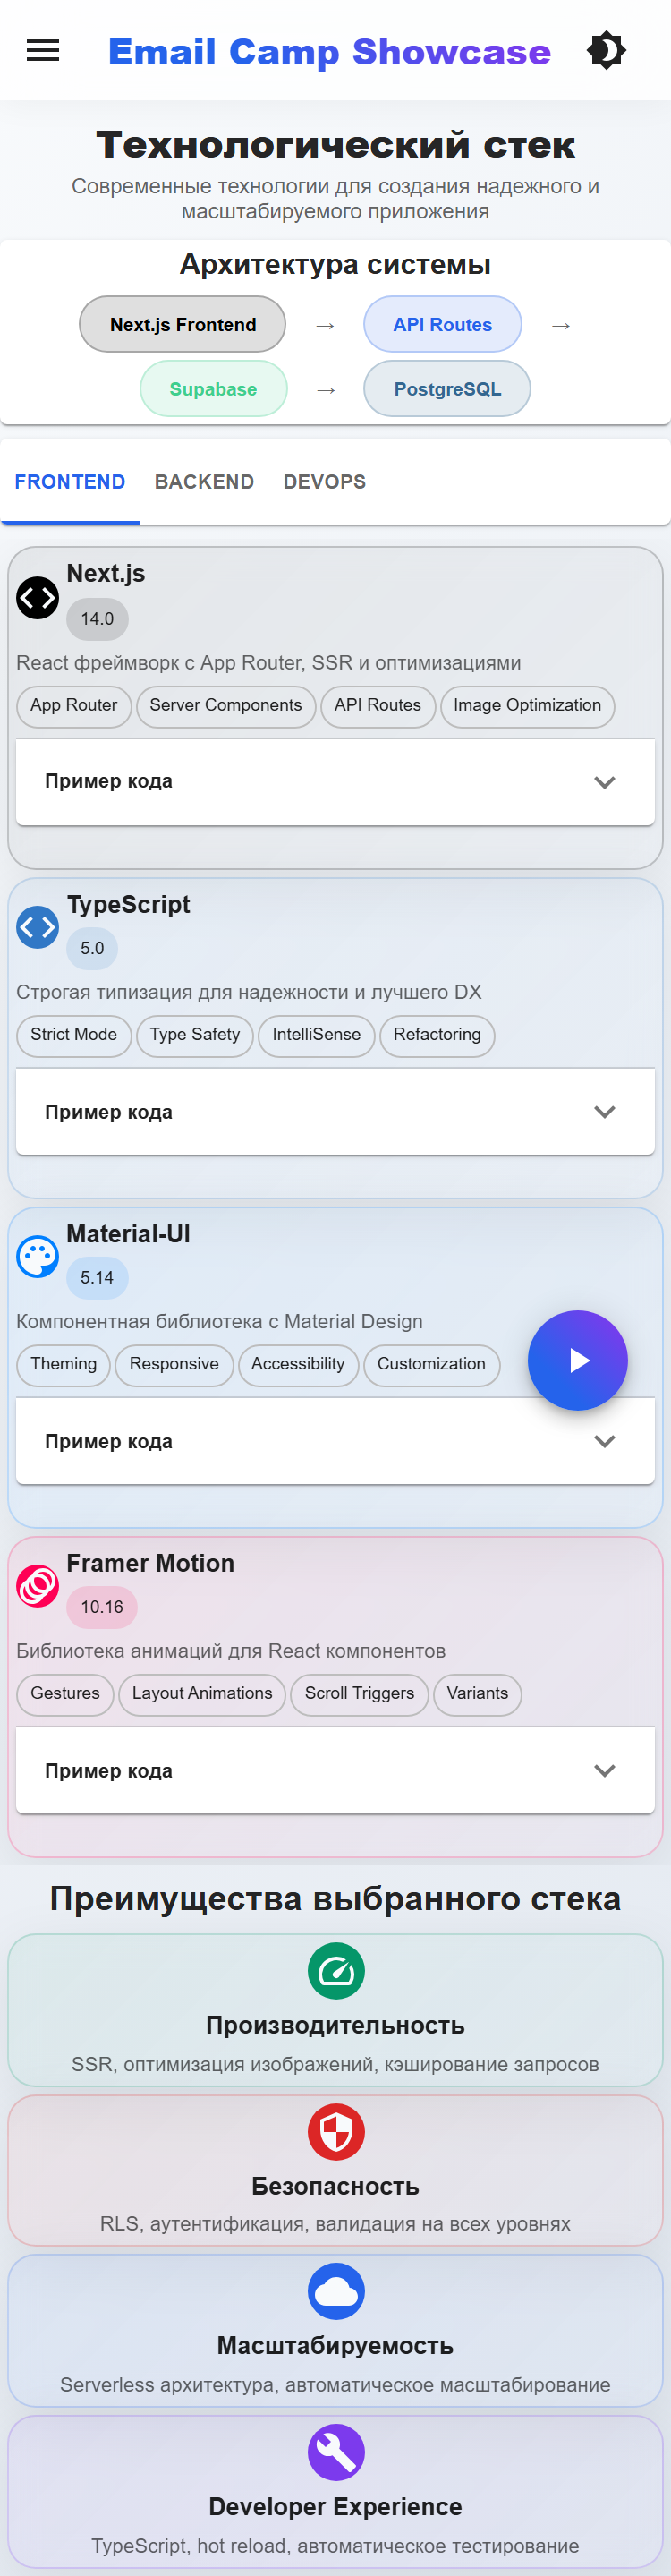 Email Camp Showcase
Технологический стек
Современные технологии для создания надежного и
масштабируемого приложения
Архитектура системы
Next.js Frontend → API Routes →
Supabase → PostgreSQL
FRONTEND BACKEND DEVOPS
Next.js
14.0
React фреймворк с App Router, SSR и оптимизациями
App Router Server Components API Routes Image Optimization
Пример кода
TypeScript
5.0
Строгая типизация для надежности и лучшего DX
Strict Mode Type Safety IntelliSense Refactoring
Пример кода
Material-UI
5.14
Компонентная библиотека с Material Design
Theming Responsive Accessibility Customization
Пример кода
Framer Motion
10.16
Библиотека анимаций для React компонентов
Gestures Layout Animations Scroll Triggers Variants
Пример кода
Преимущества выбранного стека
Производительность
SSR, оптимизация изображений, кэширование запросов
Безопасность
RLS, аутентификация, валидация на всех уровнях
Масштабируемость
Serverless архитектура, автоматическое масштабирование
Developer Experience
TypeScript, hot reload, автоматическое тестирование